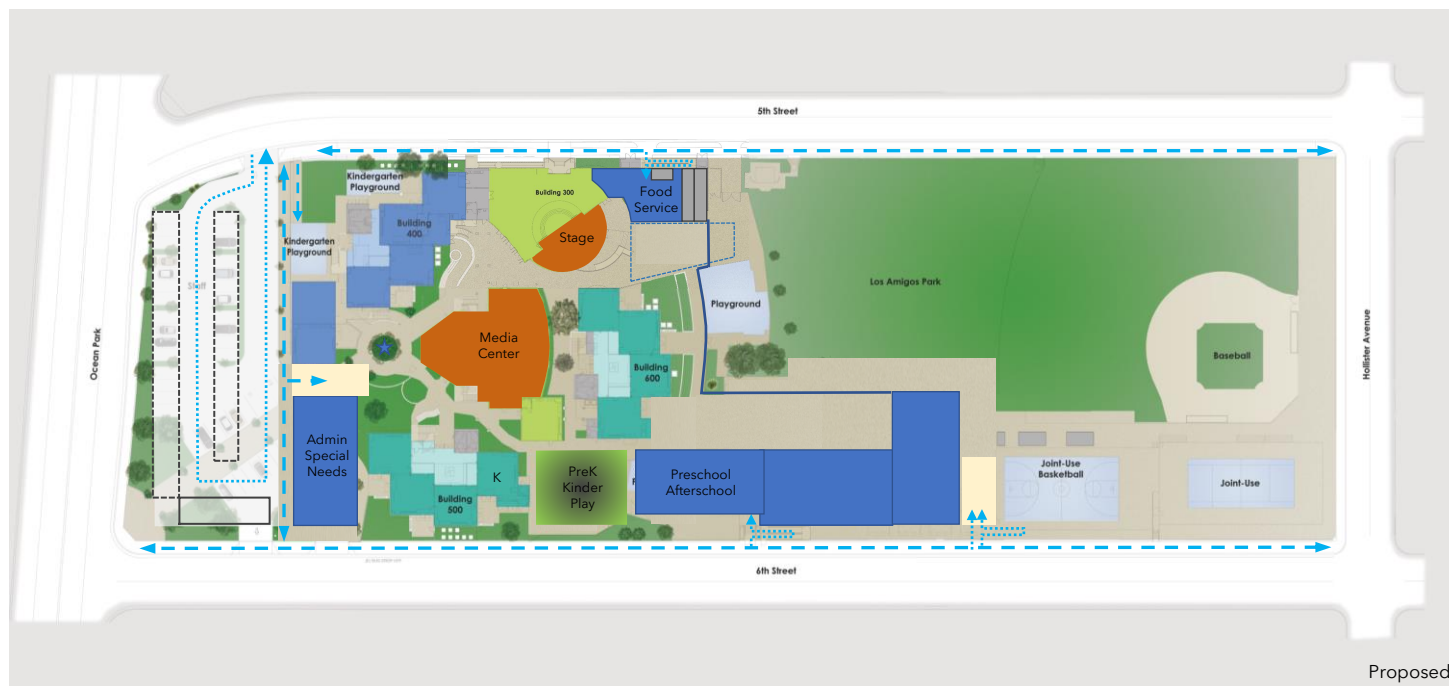 5th Street
Kindergarten
Playground
Building 300
Food
Service
Building
400
Kindergarten
Playground
Stage
Staff
Los Amigos Park
Playground
Ocean Park
Media
Center
Hollister Avenue
Baseball
Building
600
Admin
Special
Needs
Joint-Use
Basketball
PreK
Kinder
Play
Preschool
Afterschool
K
Joint-Use
Building
500
6th Street
Proposed